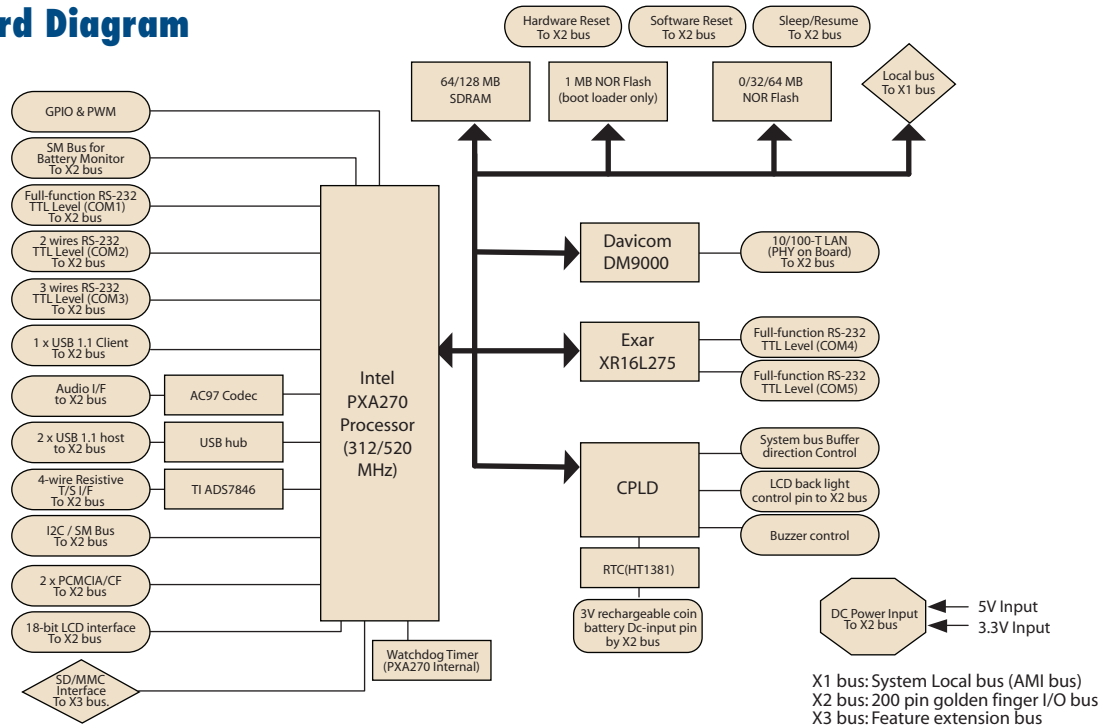 rd Diagram
Hardware Reset
To X2 bus
Software Reset
To X2 bus
Sleep/Resume
To X2 bus
64/128 MB
SDRAM
1 MB NOR Flash
(boot loader only)
0/32/64 MB
NOR Flash
Local bus
To X1 bus
GPIO & PWM
SM Bus for
Battery Monitor
To X2 bus
Full-function RS-232
TTL Level (COM1)
To X2 bus
2 wires RS-232
TTL Level (COM2)
To X2 bus
3 wires RS-232
TTL Level (COM3)
To X2 bus
1 x USB 1.1 Client
To X2 bus
Audio I/F
to X2 bus
AC97 Codec
2 x USB 1.1 host
to X2 bus
USB hub
4-wire Resistive
T/S I/F
To X2 bus
TI ADS7846
I2C / SM Bus
To X2 bus
2 x PCMCIA/CF
To X2 bus
18-bit LCD interface
To X2 bus
SD/MMC
Interface
To X3 bus.
Intel
PXA270
Processor
(312/520
MHz)
Watchdog Timer
(PXA270 Internal)
Davicom
DM9000
10/100-T LAN
(PHY on Board)
To X2 bus
Exar
XR16L275
Full-function RS-232
TTL Level (COM4)
Full-function RS-232
TTL Level (COM5)
CPLD
System bus Buffer
direction Control
LCD back light
control pin to X2 bus
Buzzer control
RTC(HT1381)
3V rechargeable coin
battery Dc-input pin
by X2 bus
DC Power Input
To X2 bus
5V Input
3.3V Input
X1 bus: System Local bus (AMI bus)
X2 bus: 200 pin golden finger I/O bus
X3 bus: Feature extension bus